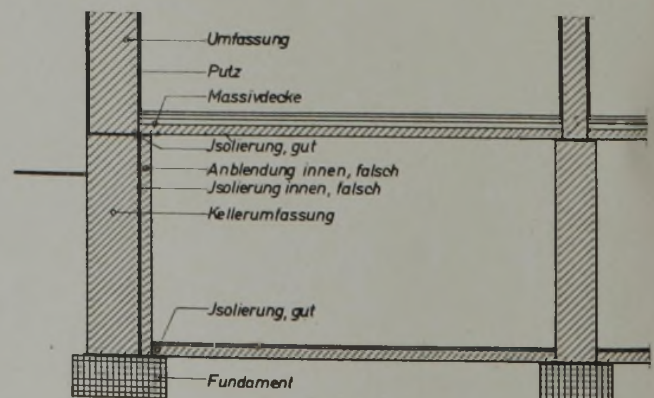 Umfassung
Putz
Massivdecke
Jsolierung, gut
Anblendung innen, falsch
Jsolierung innen, falsch
Kellerumfassung
Jsolierung, gut
Fundament